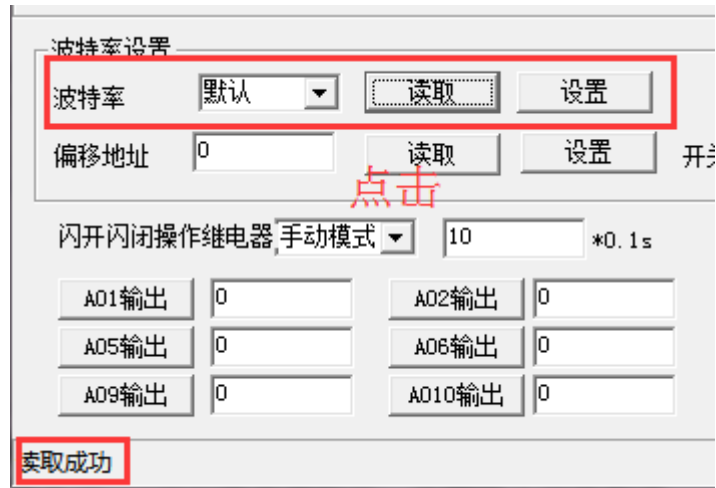 波特率设置
波特率 默认 读取 设置
偏移地址 0 读取 设置 开关
点击
闪开闪闭操作继电器 手动模式 10 *0.1s
A01输出 0 A02输出 0
A05输出 0 A06输出 0
A09输出 0 A010输出 0
读取成功